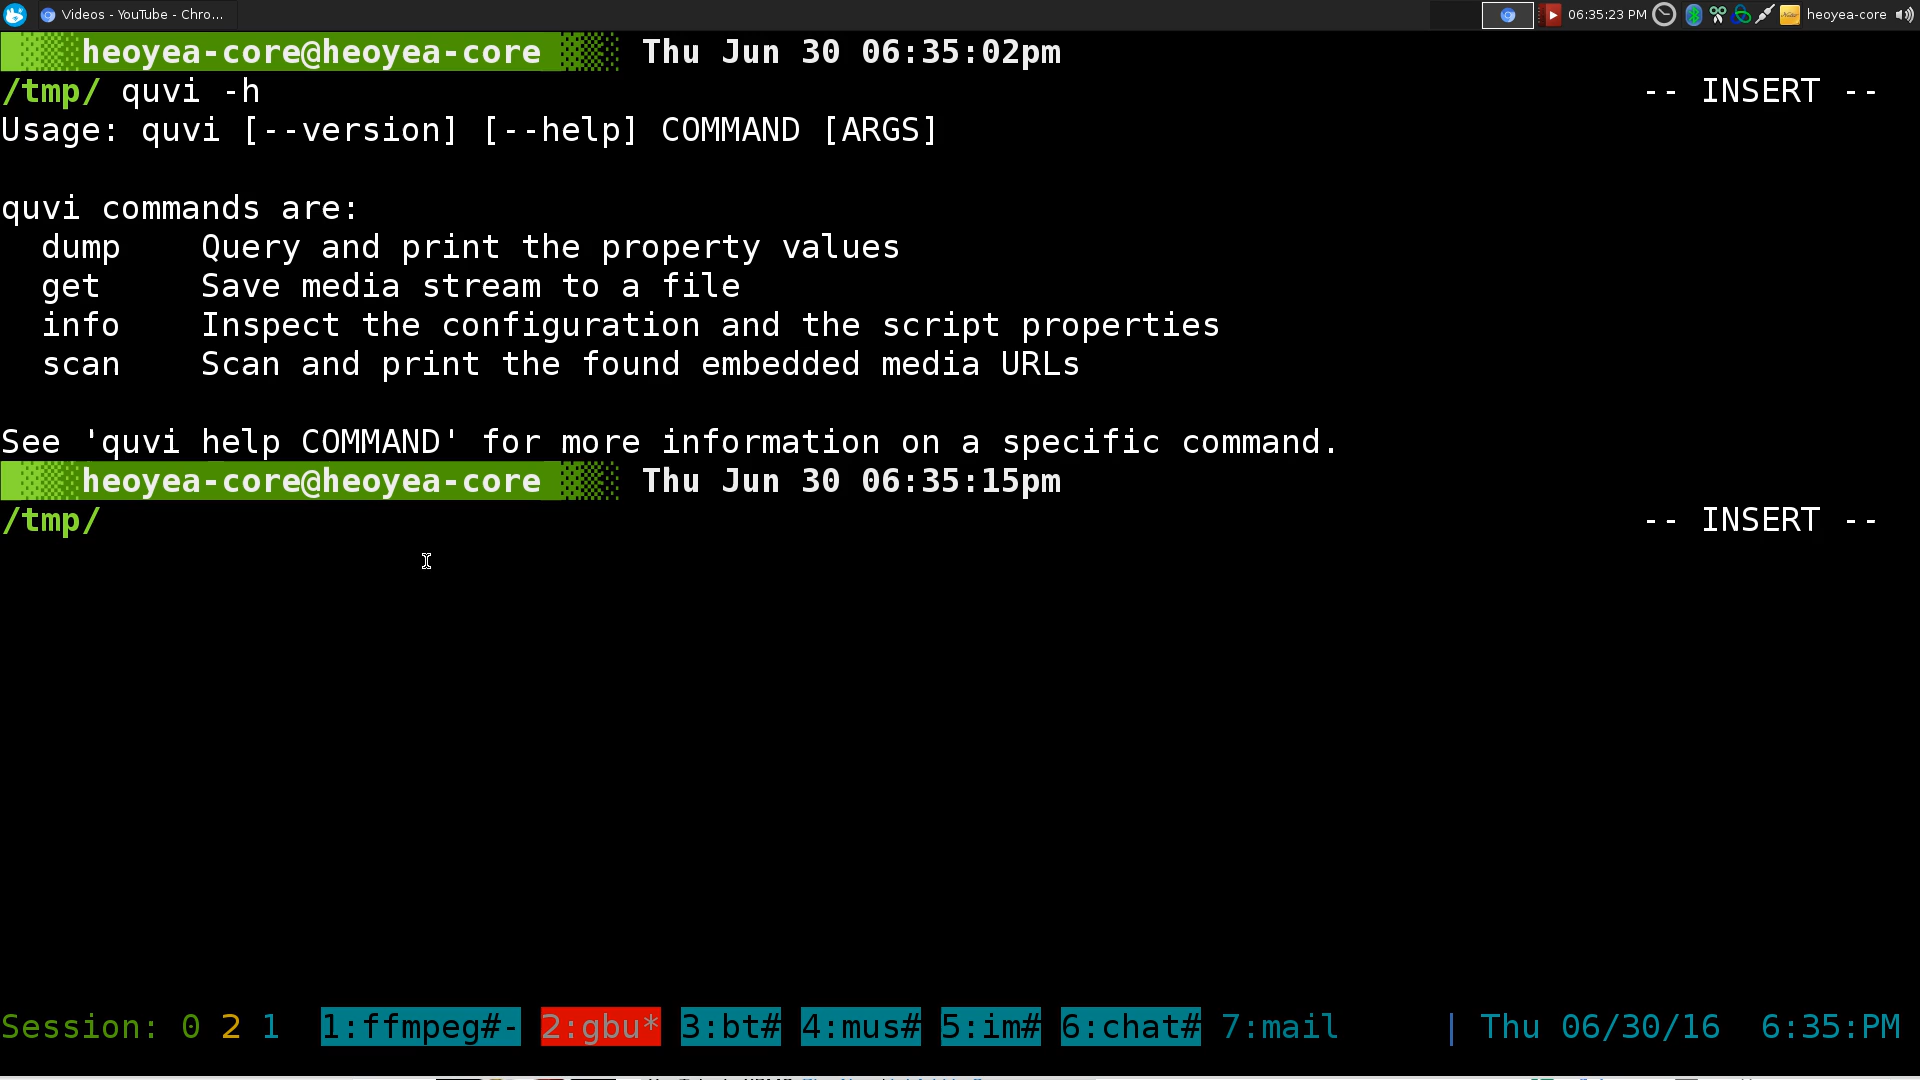 Videos - YouTube - Chro...
06:35:23 PM
heoyea-core
heoyea-core@heoyea-core Thu Jun 30 06:35:02pm
/tmp/ quvi -h -- INSERT --
Usage: quvi [--version] [--help] COMMAND [ARGS]
quvi commands are:
dump Query and print the property values
get Save media stream to a file
info Inspect the configuration and the script properties
scan Scan and print the found embedded media URLs
See 'quvi help COMMAND' for more information on a specific command.
heoyea-core@heoyea-core Thu Jun 30 06:35:15pm
/tmp/ -- INSERT --
Session: 0 2 1 1:ffmpeg#- 2:gbu* 3:bt# 4:mus# 5:im# 6:chat# 7:mail | Thu 06/30/16 6:35:PM